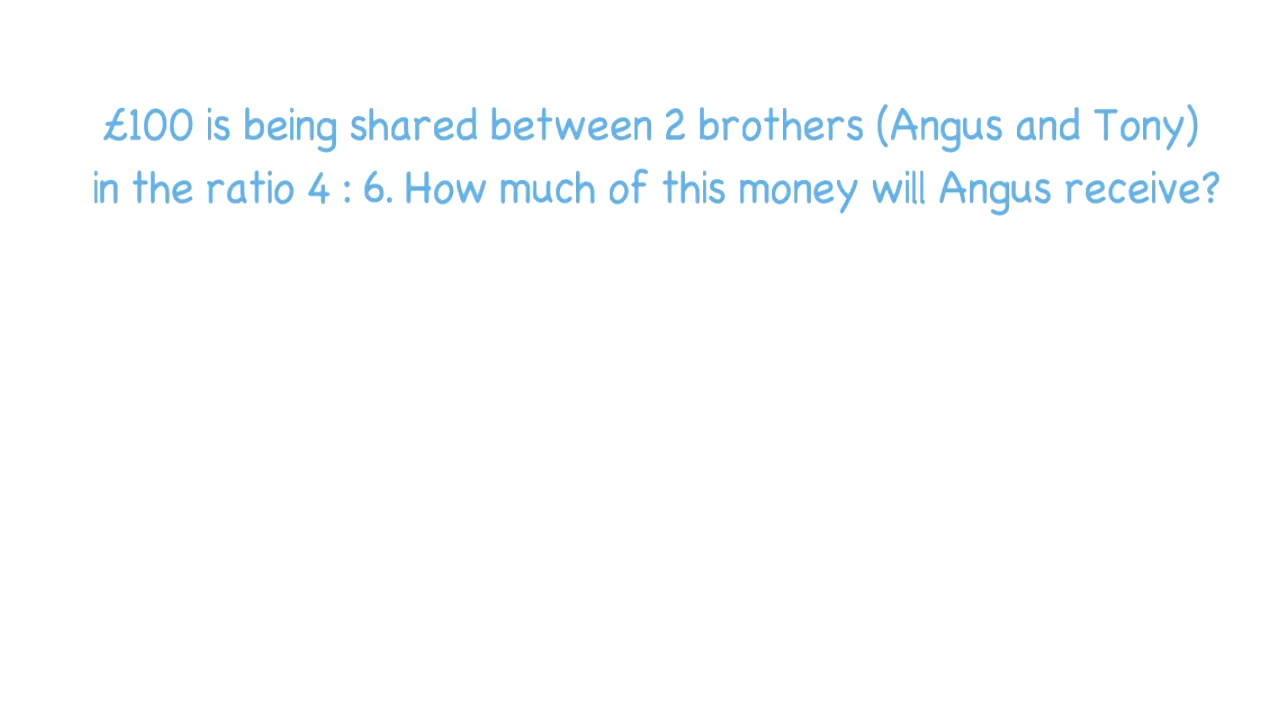 £100 is being shared between 2 brothers (Angus and Tony)
in the ratio 4 : 6. How much of this money will Angus receive?